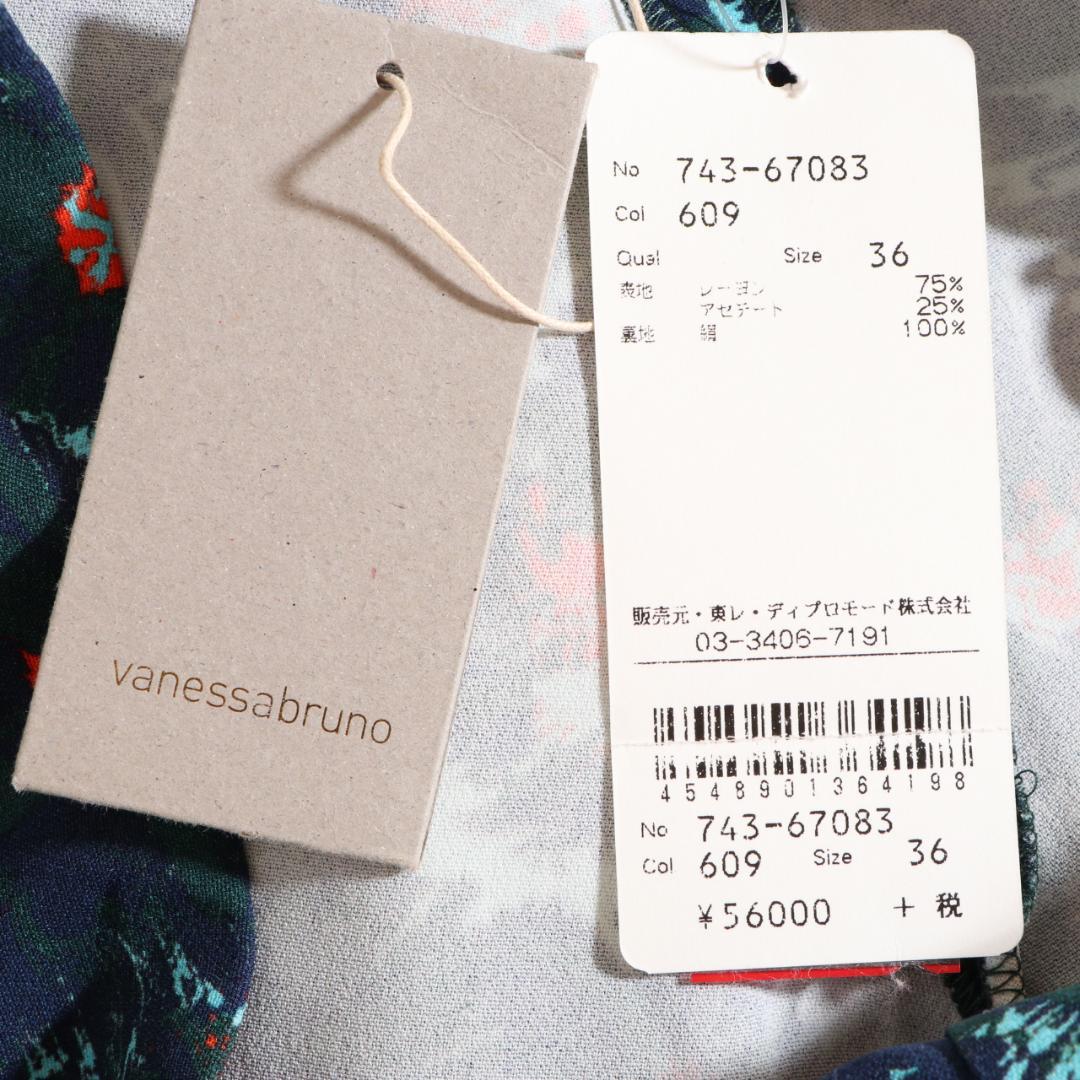 vanessabruno
No 743-67083
Col 609
Qual Size 36
表地 レーヨン 75%
アセテート 25%
裏地 絹 100%
販売元・東レ・ディプロモード株式会社
03-3406-7191
4548901364198
No 743-67083
Col 609 Size 36
¥56000 + 税